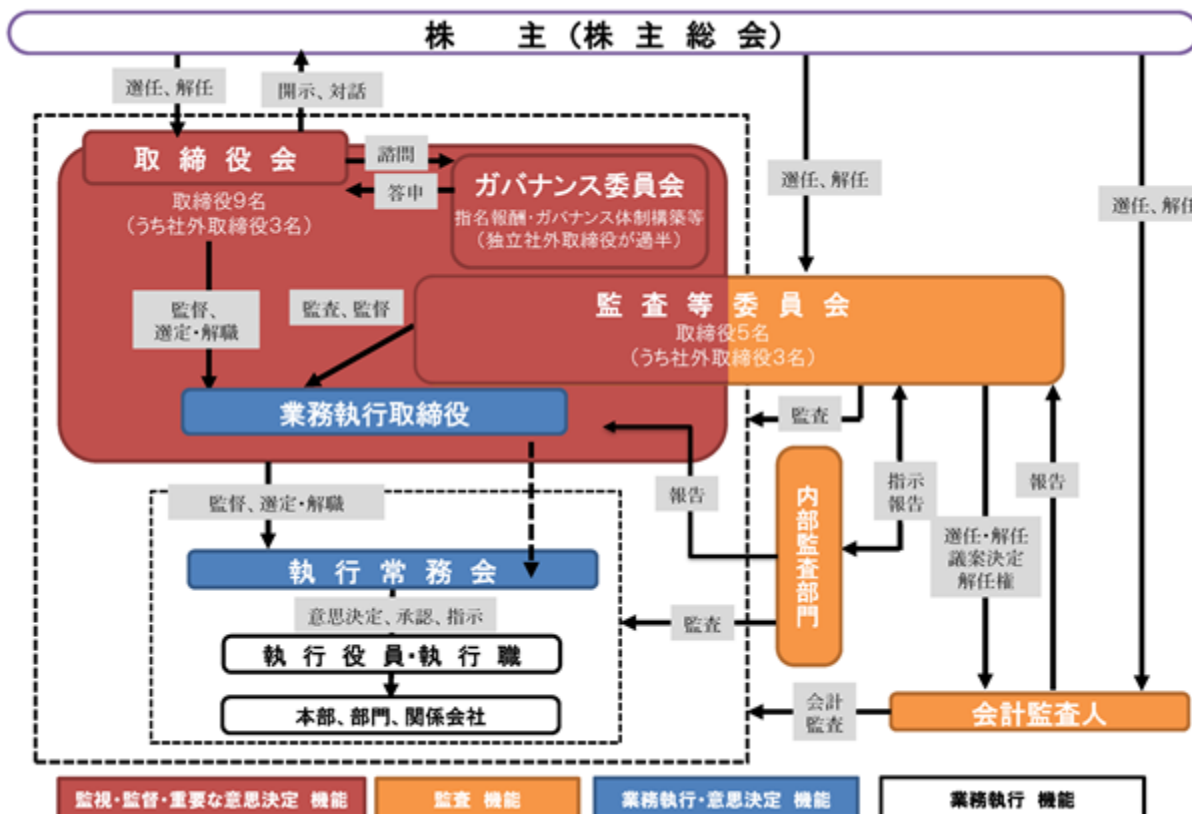 株 主（株 主 総 会）
選任、解任
開示、対話
取 締 役 会
諮問
答申
取締役9名
（うち社外取締役3名）
ガバナンス委員会
指名報酬・ガバナンス体制構築等
（独立社外取締役が過半）
選任、解任
選任、解任
監督、
選定・解職
監査、監督
監 査 等 委 員 会
取締役5名
（うち社外取締役3名）
業務執行取締役
監査
報告
内部監査部門
指示
報告
選任・解任
議案決定
解任権
報告
監督、選定・解職
執 行 常 務 会
意思決定、承認、指示
監査
執 行 役 員・執 行 職
本部、部門、関係会社
会計
監査
会計監査人
監視・監督・重要な意思決定 機能
監査 機能
業務執行・意思決定 機能
業務執行 機能